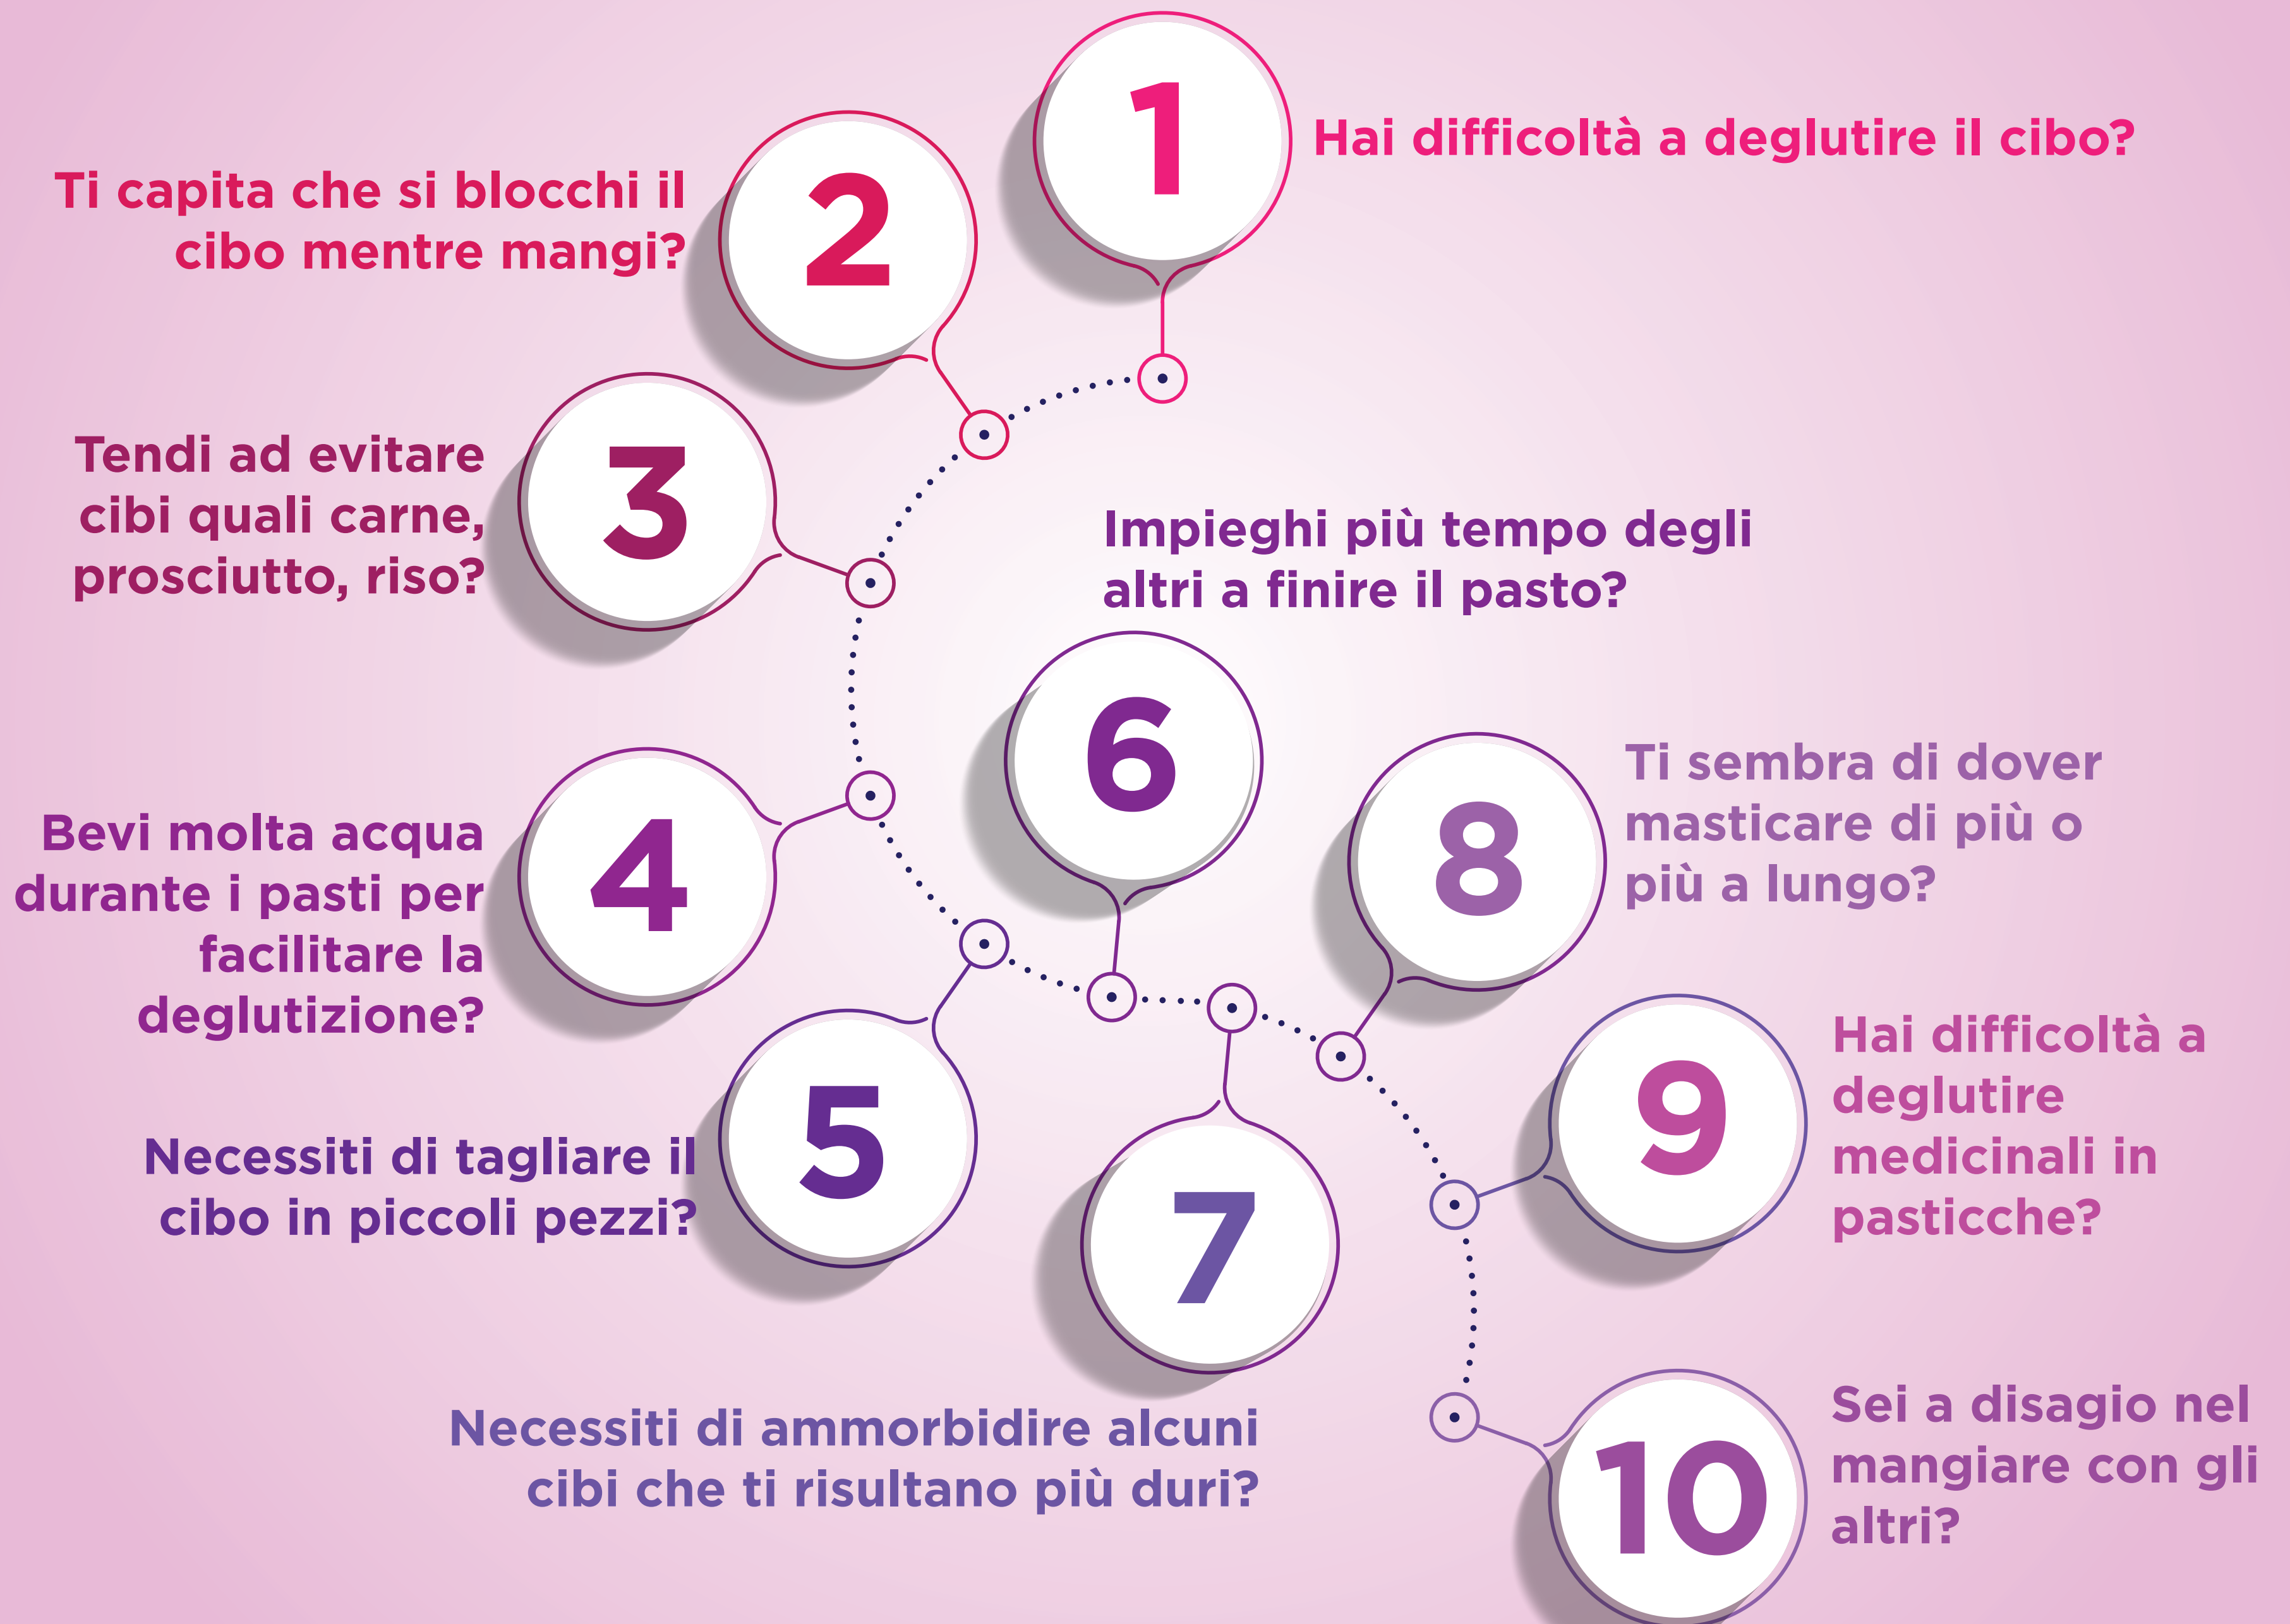 1
Hai difficoltà a deglutire il cibo?
2
Ti capita che si blocchi il
cibo mentre mangi?
3
Tendi ad evitare
cibi quali carne,
prosciutto, riso?
4
Bevi molta acqua
durante i pasti per
facilitare la
deglutizione?
5
Necessiti di tagliare il
cibo in piccoli pezzi?
6
Impieghi più tempo degli
altri a finire il pasto?
7
Necessiti di ammorbidire alcuni
cibi che ti risultano più duri?
8
Ti sembra di dover
masticare di più o
più a lungo?
9
Hai difficoltà a
deglutire
medicinali in
pasticche?
10
Sei a disagio nel
mangiare con gli
altri?